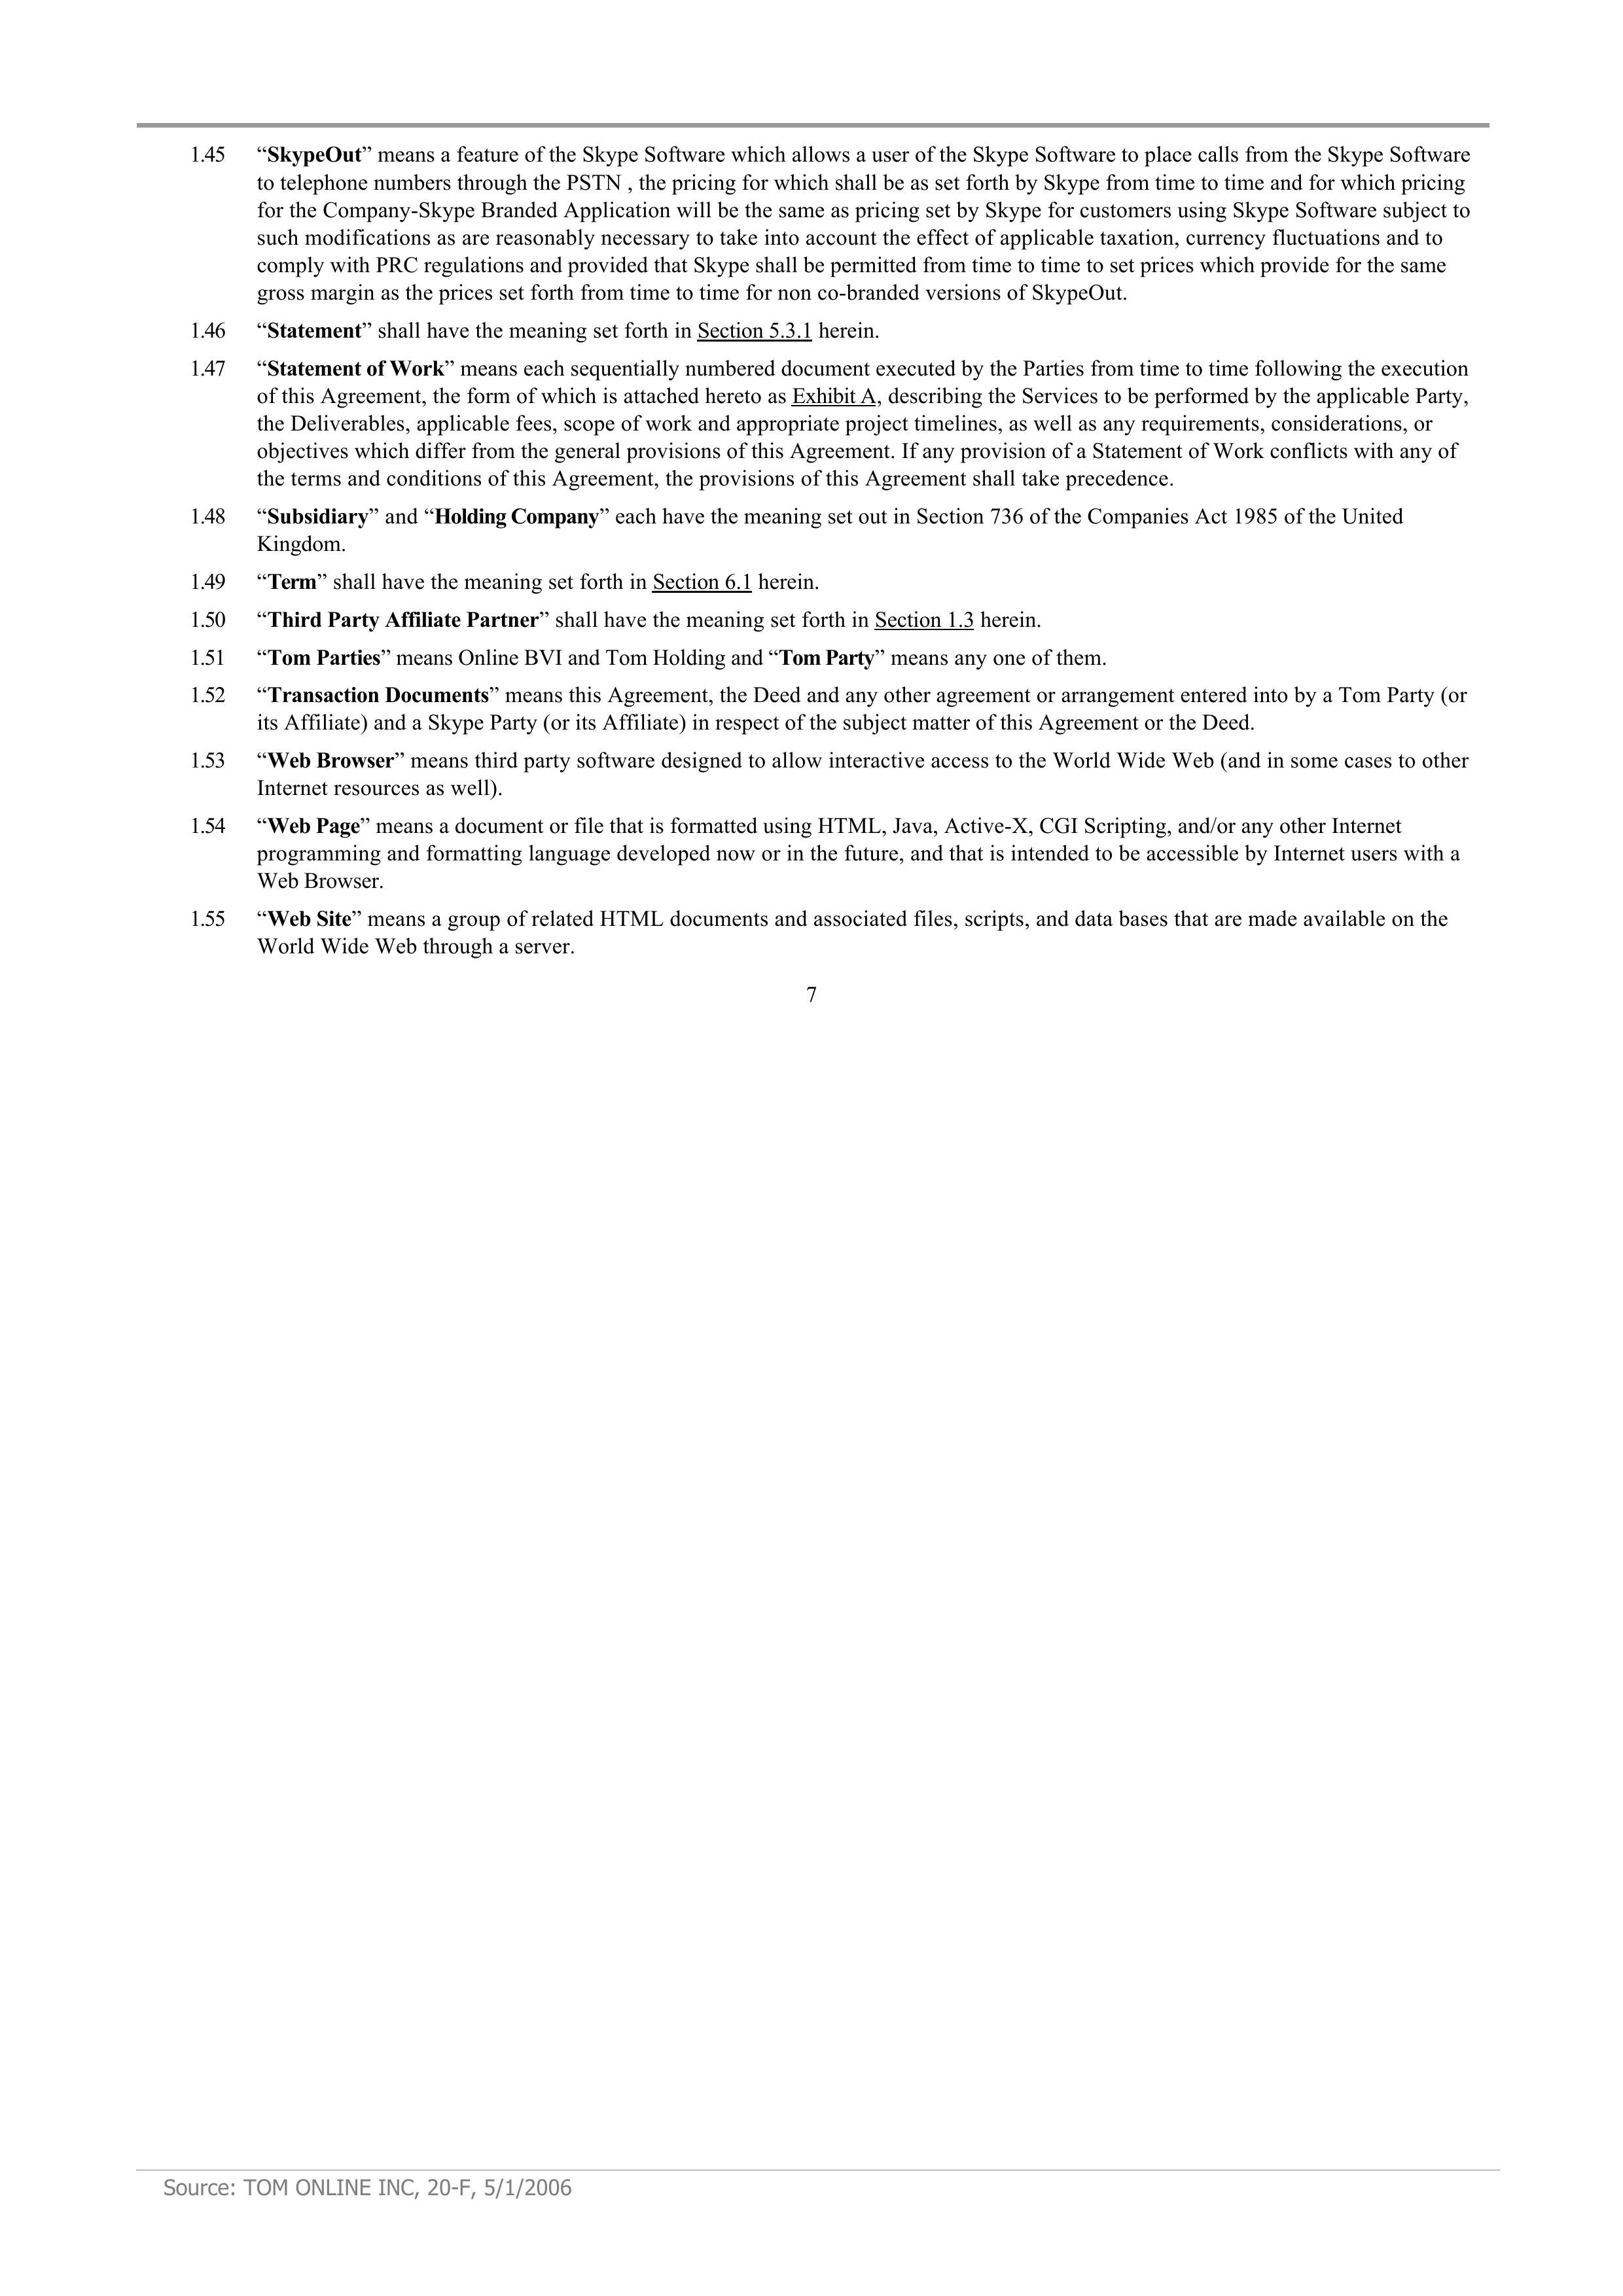 1.45 “SkypeOut” means a feature of the Skype Software which allows a user of the Skype Software to place calls from the Skype Software
to telephone numbers through the PSTN , the pricing for which shall be as set forth by Skype from time to time and for which pricing
for the Company-Skype Branded Application will be the same as pricing set by Skype for customers using Skype Software subject to
such modifications as are reasonably necessary to take into account the effect of applicable taxation, currency fluctuations and to
comply with PRC regulations and provided that Skype shall be permitted from time to time to set prices which provide for the same
gross margin as the prices set forth from time to time for non co-branded versions of SkypeOut.
1.46 “Statement” shall have the meaning set forth in Section 5.3.1 herein.
1.47 “Statement of Work” means each sequentially numbered document executed by the Parties from time to time following the execution
of this Agreement, the form of which is attached hereto as Exhibit A, describing the Services to be performed by the applicable Party,
the Deliverables, applicable fees, scope of work and appropriate project timelines, as well as any requirements, considerations, or
objectives which differ from the general provisions of this Agreement. If any provision of a Statement of Work conflicts with any of
the terms and conditions of this Agreement, the provisions of this Agreement shall take precedence.
1.48 “Subsidiary” and “Holding Company” each have the meaning set out in Section 736 of the Companies Act 1985 of the United
Kingdom.
1.49 “Term” shall have the meaning set forth in Section 6.1 herein.
1.50 “Third Party Affiliate Partner” shall have the meaning set forth in Section 1.3 herein.
1.51 “Tom Parties” means Online BVI and Tom Holding and “Tom Party” means any one of them.
1.52 “Transaction Documents” means this Agreement, the Deed and any other agreement or arrangement entered into by a Tom Party (or
its Affiliate) and a Skype Party (or its Affiliate) in respect of the subject matter of this Agreement or the Deed.
1.53 “Web Browser” means third party software designed to allow interactive access to the World Wide Web (and in some cases to other
Internet resources as well).
1.54 “Web Page” means a document or file that is formatted using HTML, Java, Active-X, CGI Scripting, and/or any other Internet
programming and formatting language developed now or in the future, and that is intended to be accessible by Internet users with a
Web Browser.
1.55 “Web Site” means a group of related HTML documents and associated files, scripts, and data bases that are made available on the
World Wide Web through a server.
7
Source: TOM ONLINE INC, 20-F, 5/1/2006